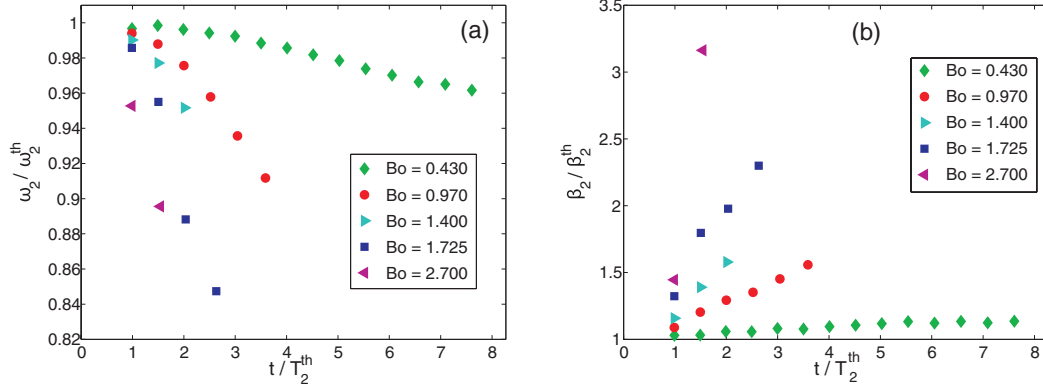 (a)
ω₂ / ω₂ᵗʰ
1
0.98
0.96
0.94
0.92
0.9
0.88
0.86
0.84
0.82
0 1 2 3 4 5 6 7 8
t / T₂ᵗʰ
Bo = 0.430
Bo = 0.970
Bo = 1.400
Bo = 1.725
Bo = 2.700
(b)
β₂ / β₂ᵗʰ
3.5
3
2.5
2
1.5
1
0 1 2 3 4 5 6 7 8
t / T₂ᵗʰ
Bo = 0.430
Bo = 0.970
Bo = 1.400
Bo = 1.725
Bo = 2.700